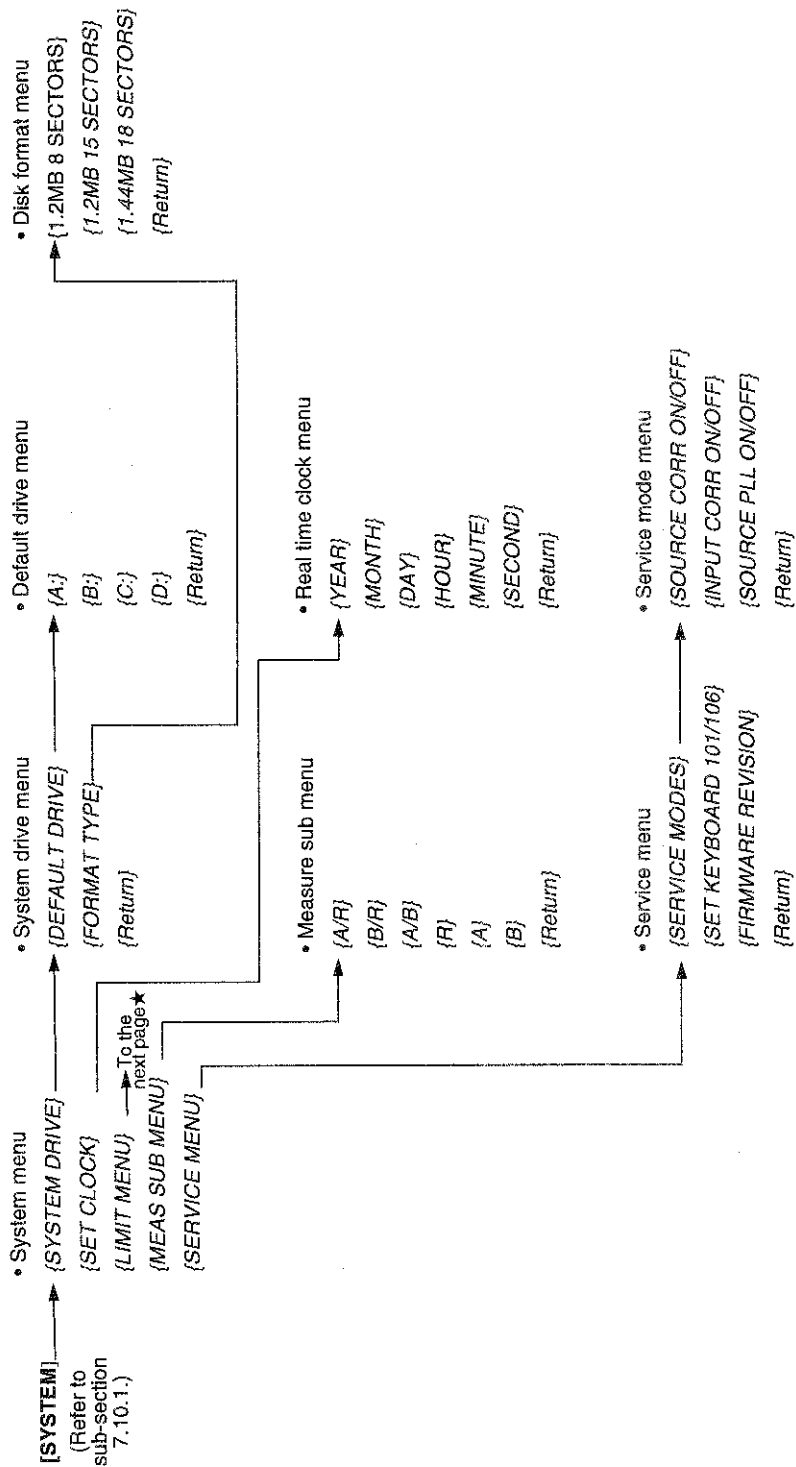 [SYSTEM]
(Refer to
sub-section
7.10.1.)
• System menu
{SYSTEM DRIVE}
{SET CLOCK}
{LIMIT MENU}
To the
next page★
{MEAS SUB MENU}
{SERVICE MENU}
• System drive menu
{DEFAULT DRIVE}
{FORMAT TYPE}
{Return}
• Default drive menu
{A:}
{B:}
{C:}
{D:}
{Return}
• Disk format menu
{1.2MB 8 SECTORS}
{1.2MB 15 SECTORS}
{1.44MB 18 SECTORS}
{Return}
• Real time clock menu
{YEAR}
{MONTH}
{DAY}
{HOUR}
{MINUTE}
{SECOND}
{Return}
• Measure sub menu
{A/R}
{B/R}
{A/B}
{R}
{A}
{B}
{Return}
• Service menu
{SERVICE MODES}
{SET KEYBOARD 101/106}
{FIRMWARE REVISION}
{Return}
• Service mode menu
{SOURCE CORR ON/OFF}
{INPUT CORR ON/OFF}
{SOURCE PLL ON/OFF}
{Return}